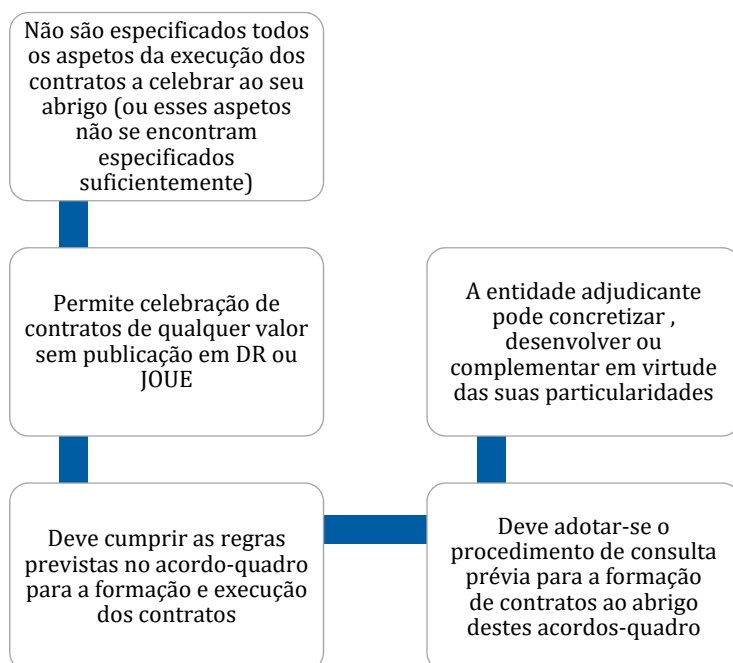 Não são especificados todos
os aspetos da execução dos
contratos a celebrar ao seu
abrigo (ou esses aspetos
não se encontram
especificados
suficientemente)
Permite celebração de
contratos de qualquer valor
sem publicação em DR ou
JOUE
Deve cumprir as regras
previstas no acordo-quadro
para a formação e execução
dos contratos
Deve adotar-se o
procedimento de consulta
prévia para a formação
de contratos ao abrigo
destes acordos-quadro
A entidade adjudicante
pode concretizar ,
desenvolver ou
complementar em virtude
das suas particularidades